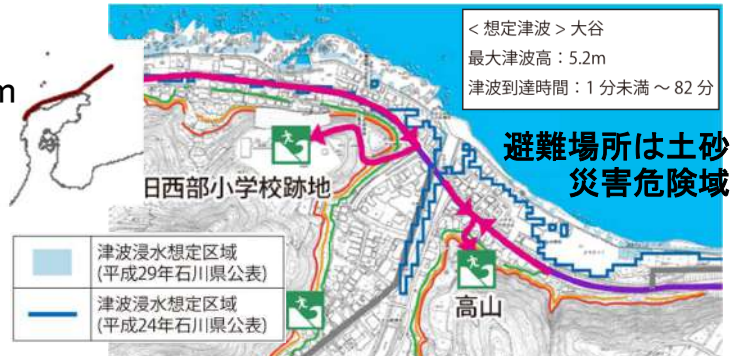 < 想定津波 > 大谷
最大津波高：5.2m
津波到達時間：1 分未満 ～ 82 分
m
避難場所は土砂
災害危険域
旧西部小学校跡地
高山
津波浸水想定区域
(平成29年石川県公表)
津波浸水想定区域
(平成24年石川県公表)